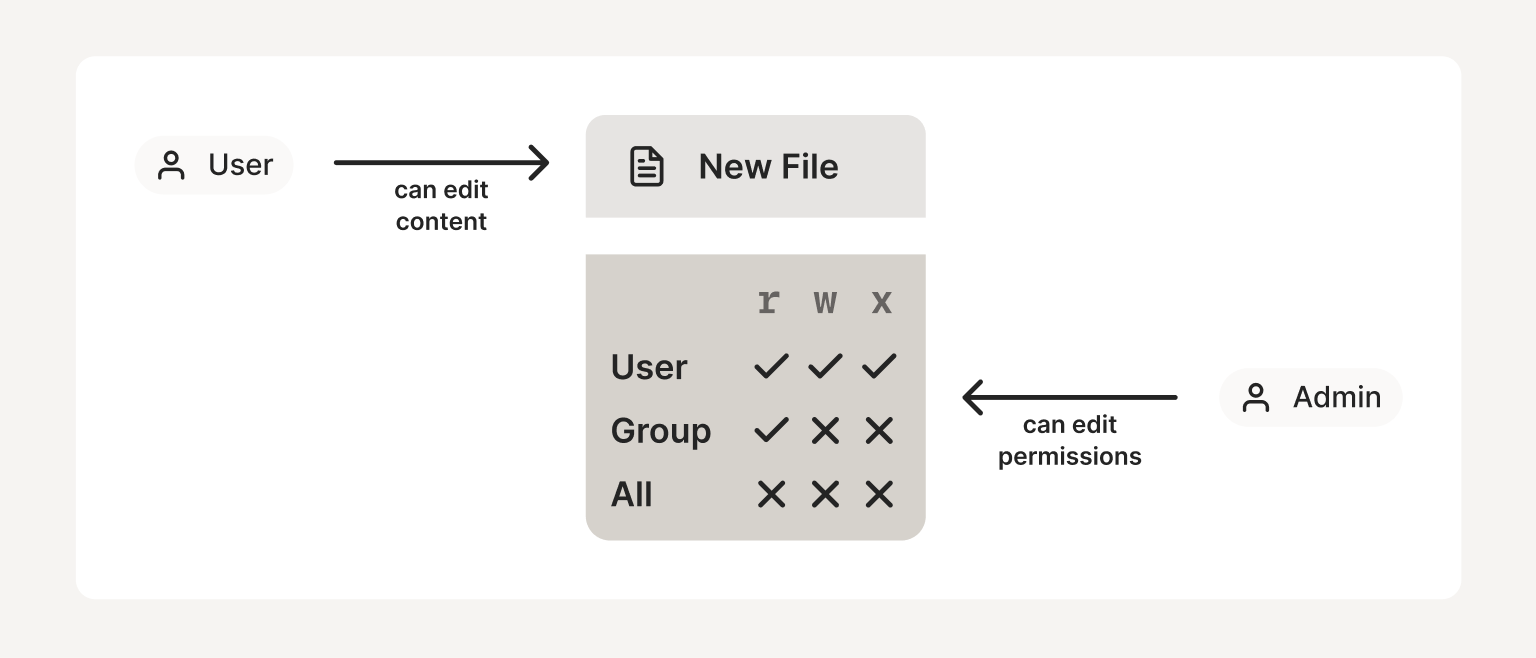 User
can edit
content
New File
r w x
User
Group
All
Admin
can edit
permissions